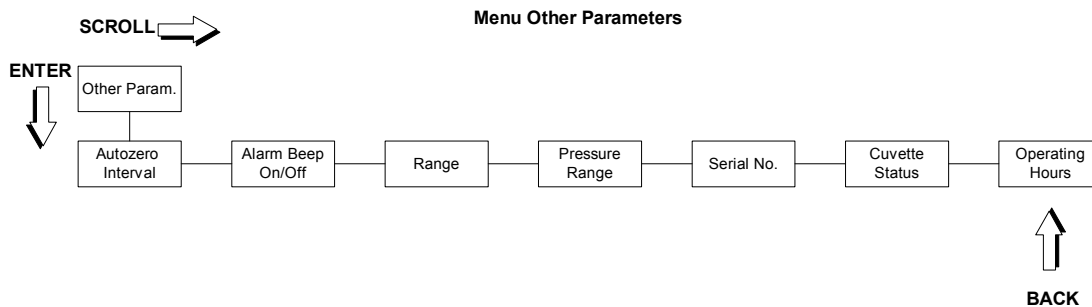 Menu Other Parameters
SCROLL
ENTER
Other Param.
Autozero
Interval
Alarm Beep
On/Off
Range
Pressure
Range
Serial No.
Cuvette
Status
Operating
Hours
BACK